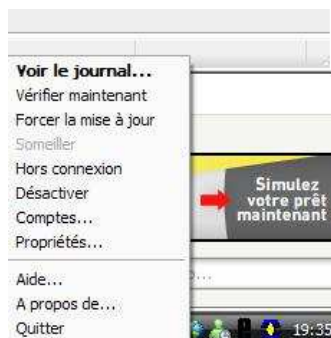 Voir le journal...
Vérifier maintenant
Forcer la mise à jour
Someiller
Hors connexion
Désactiver
Comptes...
Propriétés...
Aide...
A propos de...
Quitter
Simulez
votre prêt
maintenant
19:35